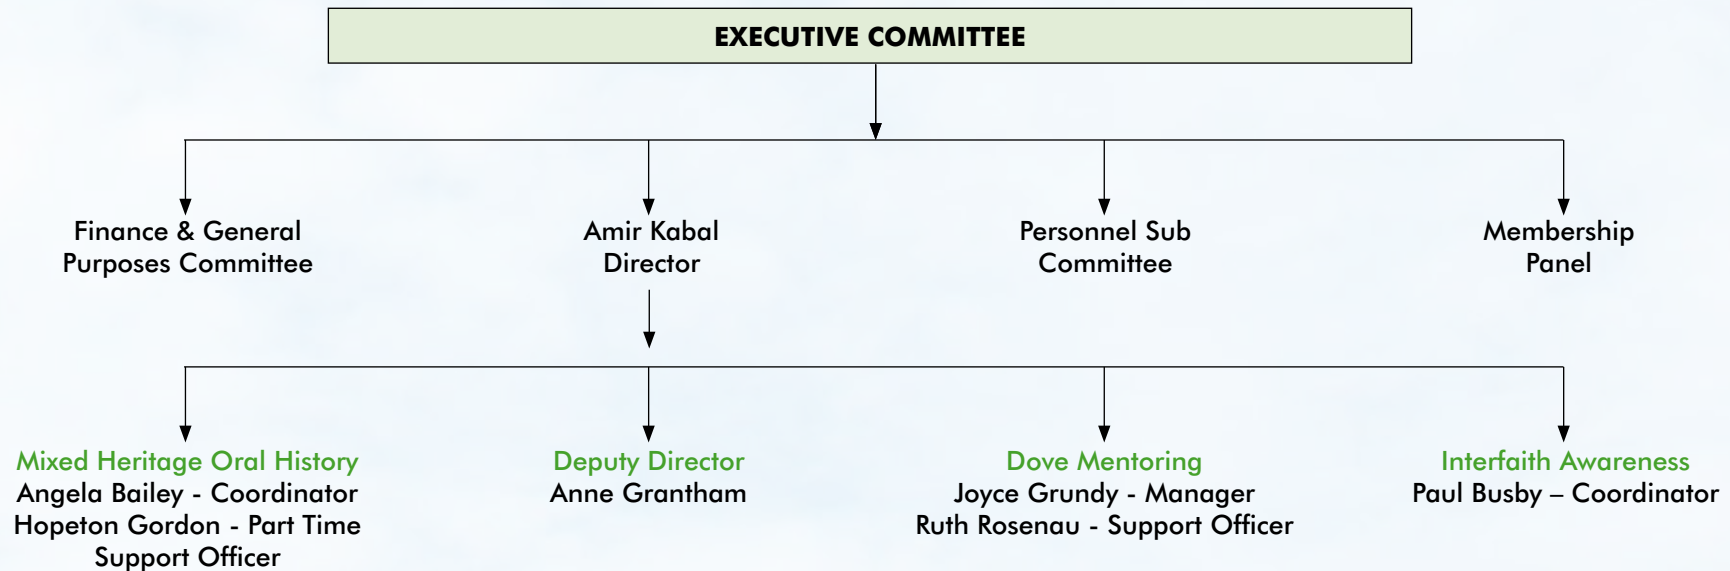 EXECUTIVE COMMITTEE
Finance & General
Purposes Committee
Amir Kabal
Director
Personnel Sub
Committee
Membership
Panel
Mixed Heritage Oral History
Angela Bailey - Coordinator
Hopeton Gordon - Part Time
Support Officer
Deputy Director
Anne Grantham
Dove Mentoring
Joyce Grundy - Manager
Ruth Rosenau - Support Officer
Interfaith Awareness
Paul Busby – Coordinator